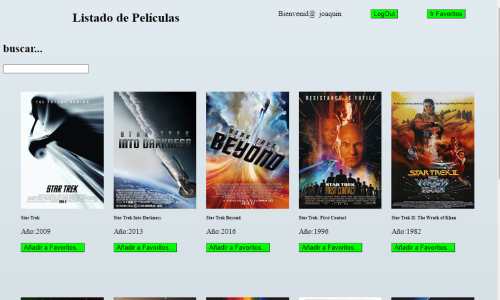 Listado de Películas
Bienvenid@ joaquin
LogOut
Ir Favoritos
buscar...
THE FUTURE BEGINS
STAR TREK
STAR TREK
INTO DARKNESS
STAR TREK
BEYOND
RESISTANCE IS FUTILE
STAR TREK
FIRST CONTACT
STAR TREK II
THE WRATH OF KHAN
Star Trek
Star Trek Into Darkness
Star Trek Beyond
Star Trek: First Contact
Star Trek II: The Wrath of Khan
Año:2009
Año:2013
Año:2016
Año:1996
Año:1982
Añadir a Favoritos...
Añadir a Favoritos...
Añadir a Favoritos...
Añadir a Favoritos...
Añadir a Favoritos...